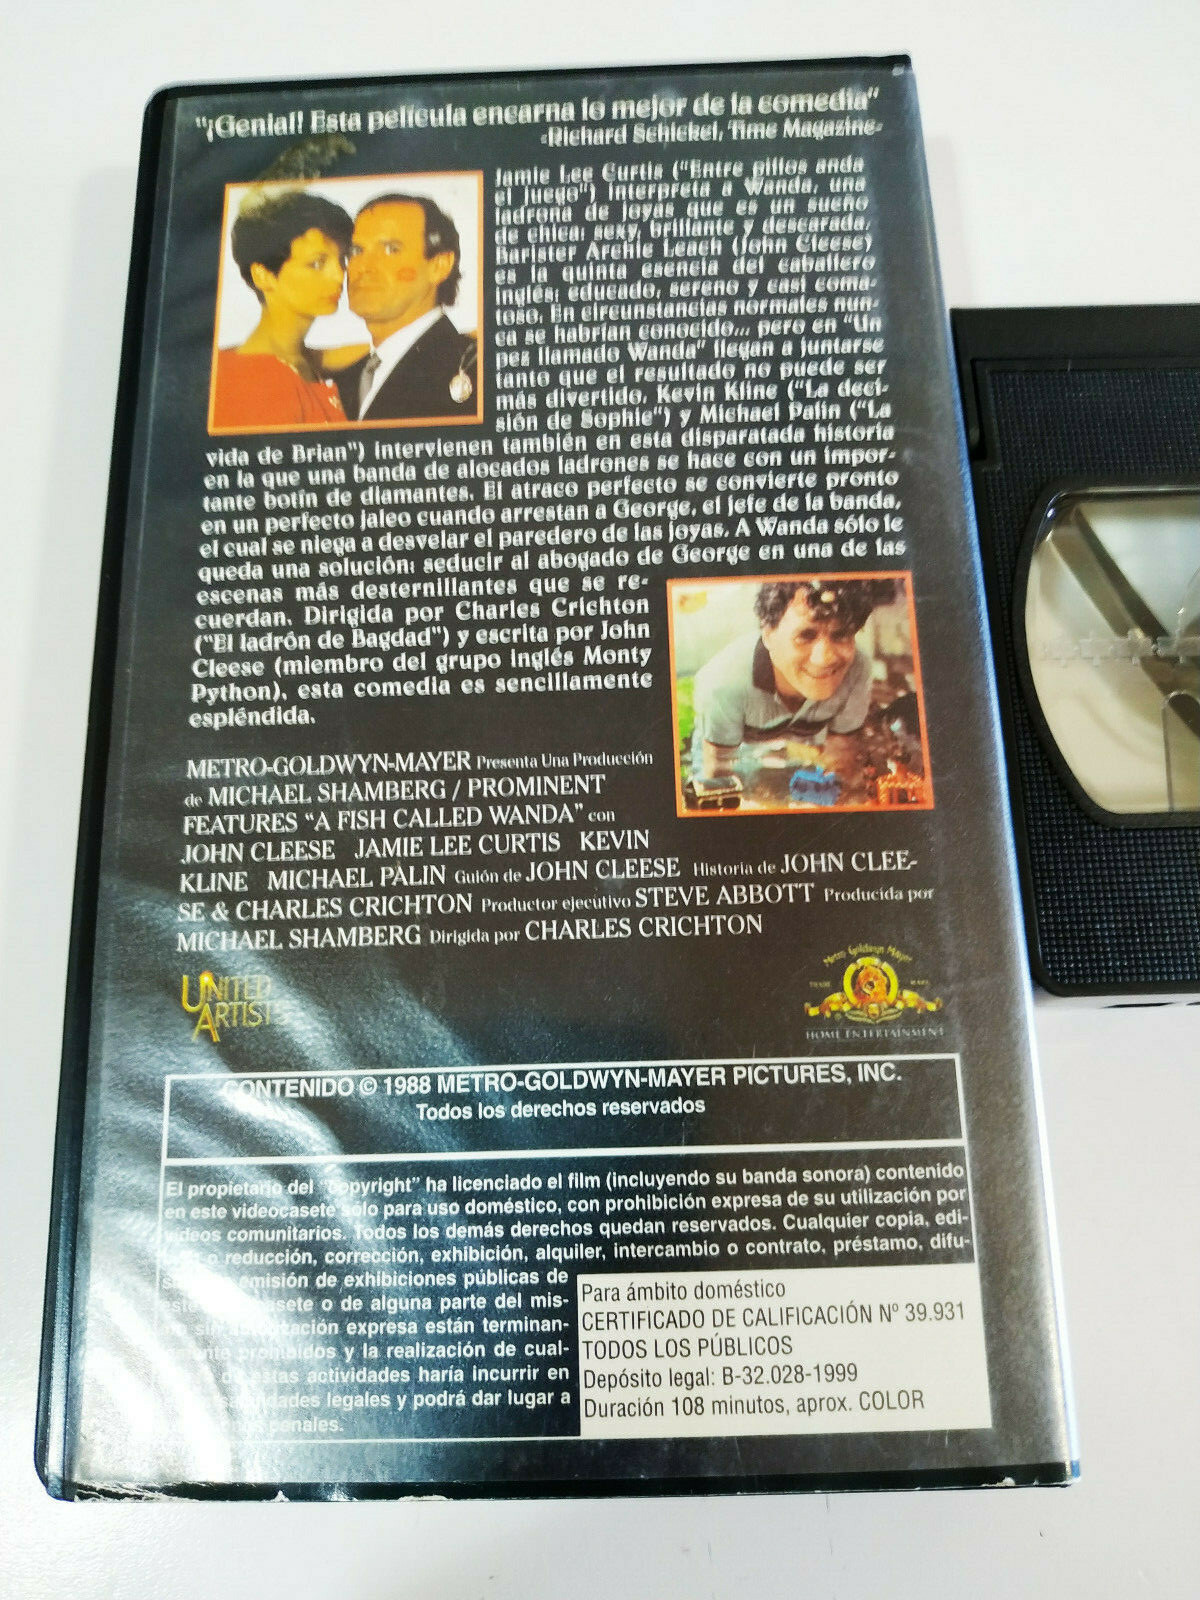 "¡Genial! Esta película encarna lo mejor de la comedia"
-Richard Schickel, Time Magazine-
Jamie Lee Curtis ("Entre pillos anda
el juego") interpreta a Wanda, una
ladrona de joyas que es un sueño
de chica: sexy, brillante y descarada.
Barister Archie Leach (John Cleese)
es la quinta esencia del caballero
inglés: educado, sereno y casi coma-
toso. En circunstancias normales nun-
ca se habrían conocido... pero en "Un
pez llamado Wanda" llegan a juntarse
tanto que el resultado no puede ser
más divertido. Kevin Kline ("La deci-
sión de Sophie") y Michael Palin ("La
vida de Brian") intervienen también en esta disparatada historia
en la que una banda de alocados ladrones se hace con un impor-
tante botín de diamantes. El atraco perfecto se convierte pronto
en un perfecto jaleo cuando arrestan a George, el jefe de la banda,
el cual se niega a desvelar el paredero de las joyas. A Wanda sólo le
queda una solución: seducir al abogado de George en una de las
escenas más desternillantes que se re-
cuerdan. Dirigida por Charles Crichton
("El ladrón de Bagdad") y escrita por John
Cleese (miembro del grupo inglés Monty
Python), esta comedia es sencillamente
espléndida.
METRO-GOLDWYN-MAYER Presenta Una Producción
de MICHAEL SHAMBERG / PROMINENT
FEATURES "A FISH CALLED WANDA" con
JOHN CLEESE JAMIE LEE CURTIS KEVIN
KLINE MICHAEL PALIN Guión de JOHN CLEESE Historia de JOHN CLEE-
SE & CHARLES CRICHTON Productor ejecutivo STEVE ABBOTT Producida por
MICHAEL SHAMBERG Dirigida por CHARLES CRICHTON
UNITED
ARTISTS
Metro Goldwyn Mayer
TRADE MARK
HOME ENTERTAINMENT
CONTENIDO © 1988 METRO-GOLDWYN-MAYER PICTURES, INC.
Todos los derechos reservados
El propietario del "copyright" ha licenciado el film (incluyendo su banda sonora) contenido
en este videocasete sólo para uso doméstico, con prohibición expresa de su utilización por
videos comunitarios. Todos los demás derechos quedan reservados. Cualquier copia, edi-
o reducción, corrección, exhibición, alquiler, intercambio o contrato, préstamo, difu-
emisión de exhibiciones públicas de
o de alguna parte del mis-
sin autorización expresa están terminan-
prohibidos y la realización de cual-
de estas actividades haría incurrir en
legales y podrá dar lugar a
penales.
Para ámbito doméstico
CERTIFICADO DE CALIFICACIÓN Nº 39.931
TODOS LOS PÚBLICOS
Depósito legal: B-32.028-1999
Duración 108 minutos, aprox. COLOR